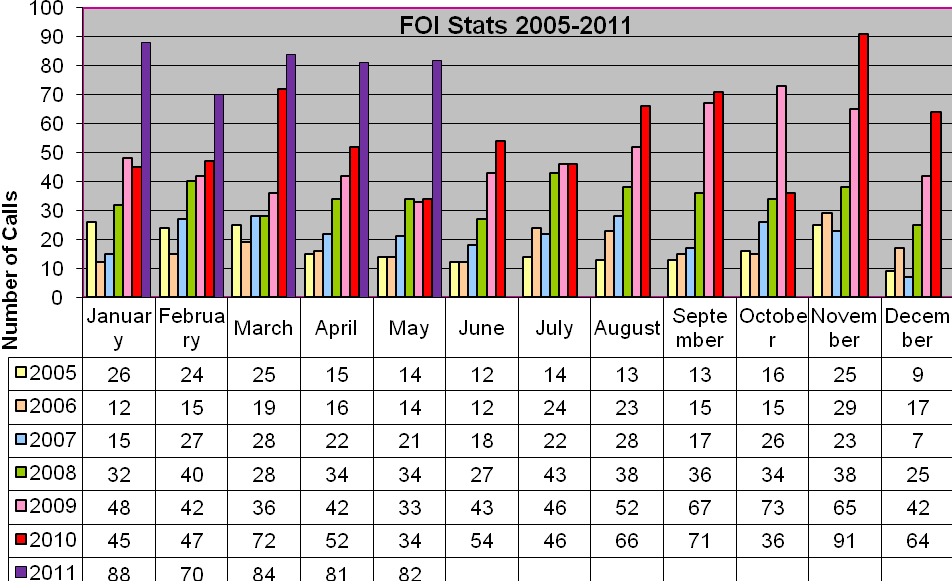 FOI Stats 2005-2011
Number of Calls
100
90
80
70
60
50
40
30
20
10
0
Januar
y
Februa
ry
March
April
May
June
July
August
Septe
mber
Octobe
r
Novem
ber
Decem
ber
2005 26 24 25 15 14 12 14 13 13 16 25 9
2006 12 15 19 16 14 12 24 23 15 15 29 17
2007 15 27 28 22 21 18 22 28 17 26 23 7
2008 32 40 28 34 34 27 43 38 36 34 38 25
2009 48 42 36 42 33 43 46 52 67 73 65 42
2010 45 47 72 52 34 54 46 66 71 36 91 64
2011 88 70 84 81 82